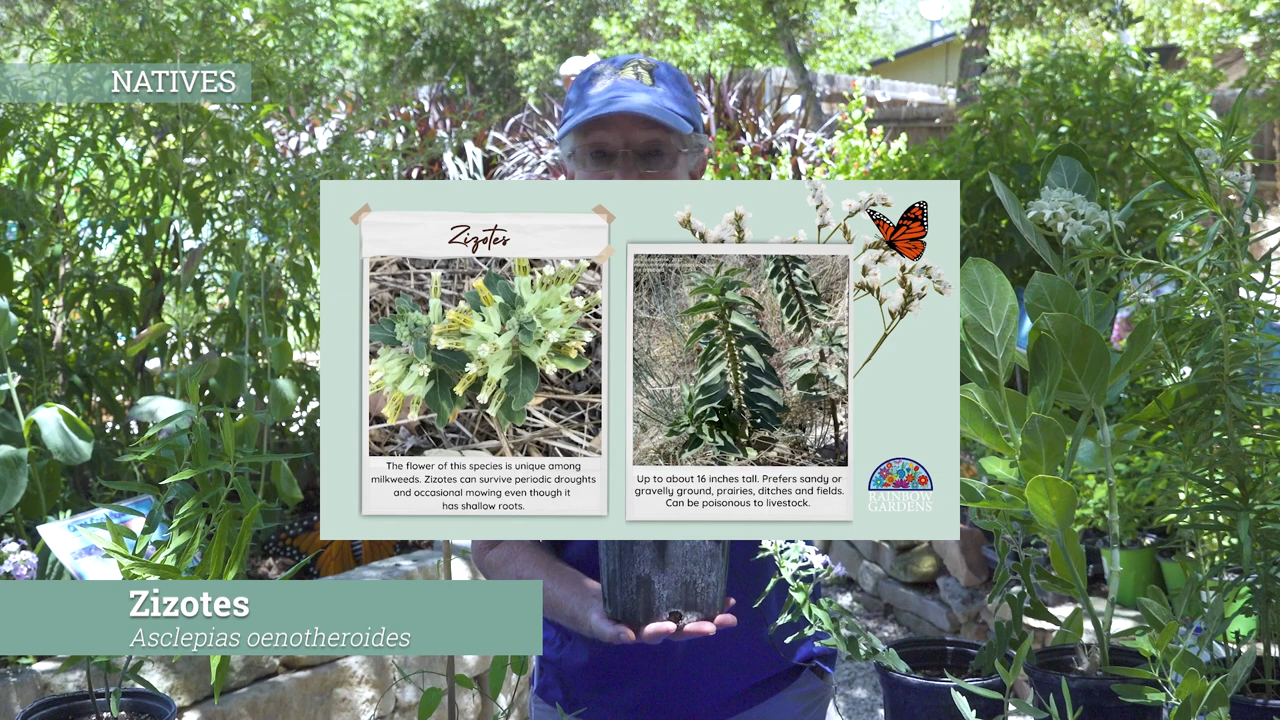 NATIVES
Zizotes
The flower of this species is unique among
milkweeds. Zizotes can survive periodic droughts
and occasional mowing even though it
has shallow roots.
Up to about 16 inches tall. Prefers sandy or
gravelly ground, prairies, ditches and fields.
Can be poisonous to livestock.
RAINBOW
GARDENS
Zizotes
Asclepias oenotheroides